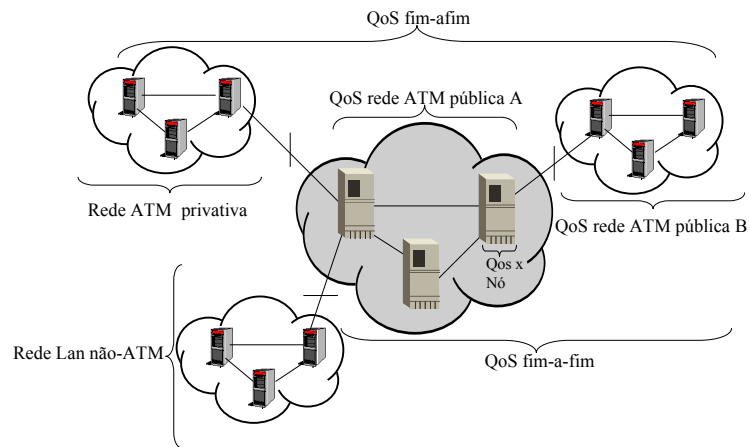 QoS fim-afim
QoS rede ATM pública A
Rede ATM privativa
QoS rede ATM pública B
Qos x
Nó
Rede Lan não-ATM
QoS fim-a-fim